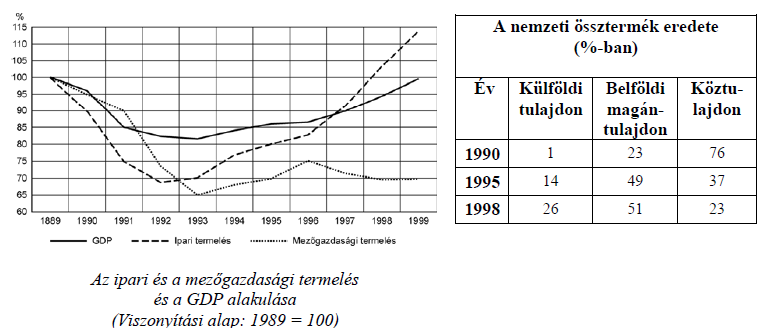 %
115
110
105
100
95
90
85
80
75
70
65
60
1889 1990 1991 1992 1993 1994 1995 1996 1997 1998 1999
GDP Ipari termelés Mezőgazdasági termelés
Az ipari és a mezőgazdasági termelés
és a GDP alakulása
(Viszonyítási alap: 1989 = 100)
A nemzeti össztermék eredete
(%-ban)
Év Külföldi tulajdon Belföldi magán-tulajdon Köztu-lajdon
1990 1 23 76
1995 14 49 37
1998 26 51 23